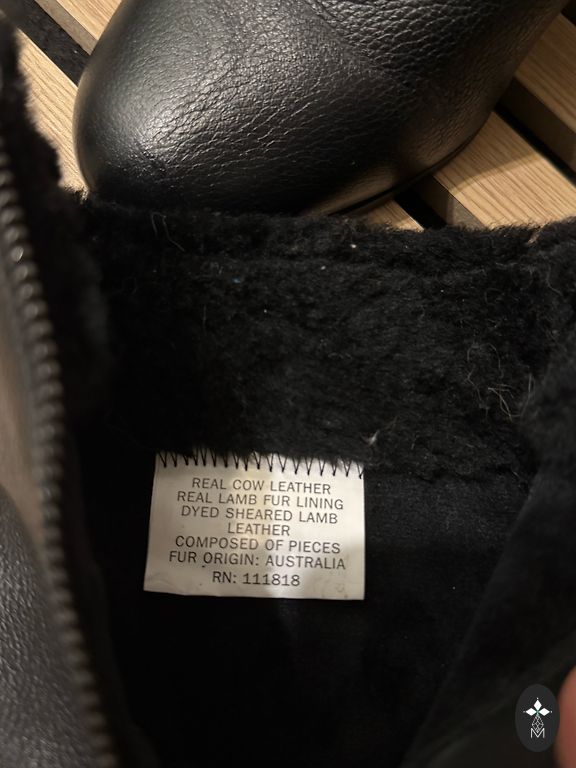 REAL COW LEATHER
REAL LAMB FUR LINING
DYED SHEARED LAMB
LEATHER
COMPOSED OF PIECES
FUR ORIGIN: AUSTRALIA
RN: 111818
M